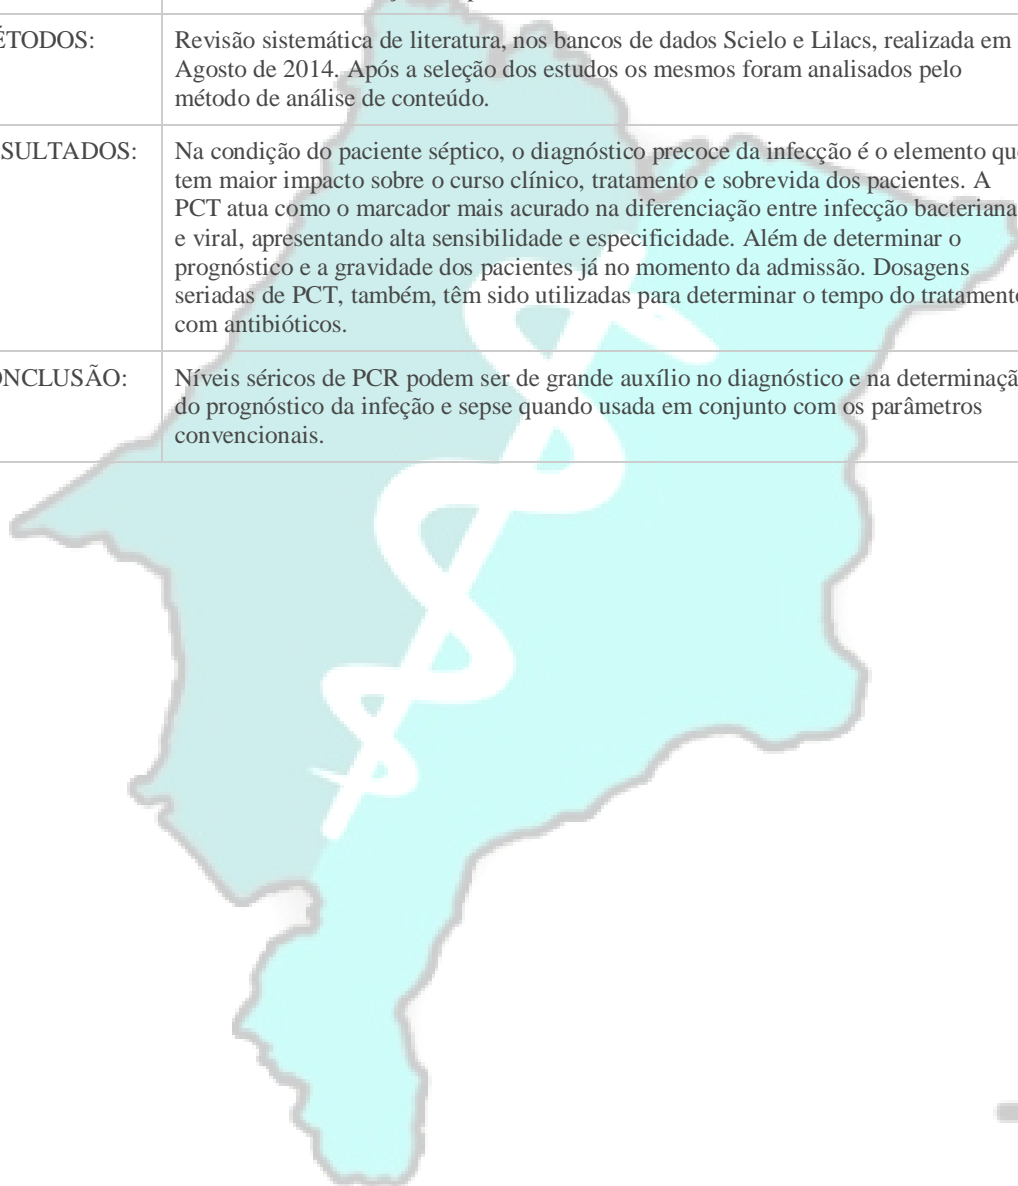 ÉTODOS:
Revisão sistemática de literatura, nos bancos de dados Scielo e Lilacs, realizada em
Agosto de 2014. Após a seleção dos estudos os mesmos foram analisados pelo
método de análise de conteúdo.
SULTADOS:
Na condição do paciente séptico, o diagnóstico precoce da infecção é o elemento qu
tem maior impacto sobre o curso clínico, tratamento e sobrevida dos pacientes. A
PCT atua como o marcador mais acurado na diferenciação entre infecção bacteriana
e viral, apresentando alta sensibilidade e especificidade. Além de determinar o
prognóstico e a gravidade dos pacientes já no momento da admissão. Dosagens
seriadas de PCT, também, têm sido utilizadas para determinar o tempo do tratament
com antibióticos.
ONCLUSÃO:
Níveis séricos de PCR podem ser de grande auxílio no diagnóstico e na determinaçã
do prognóstico da infeção e sepse quando usada em conjunto com os parâmetros
convencionais.